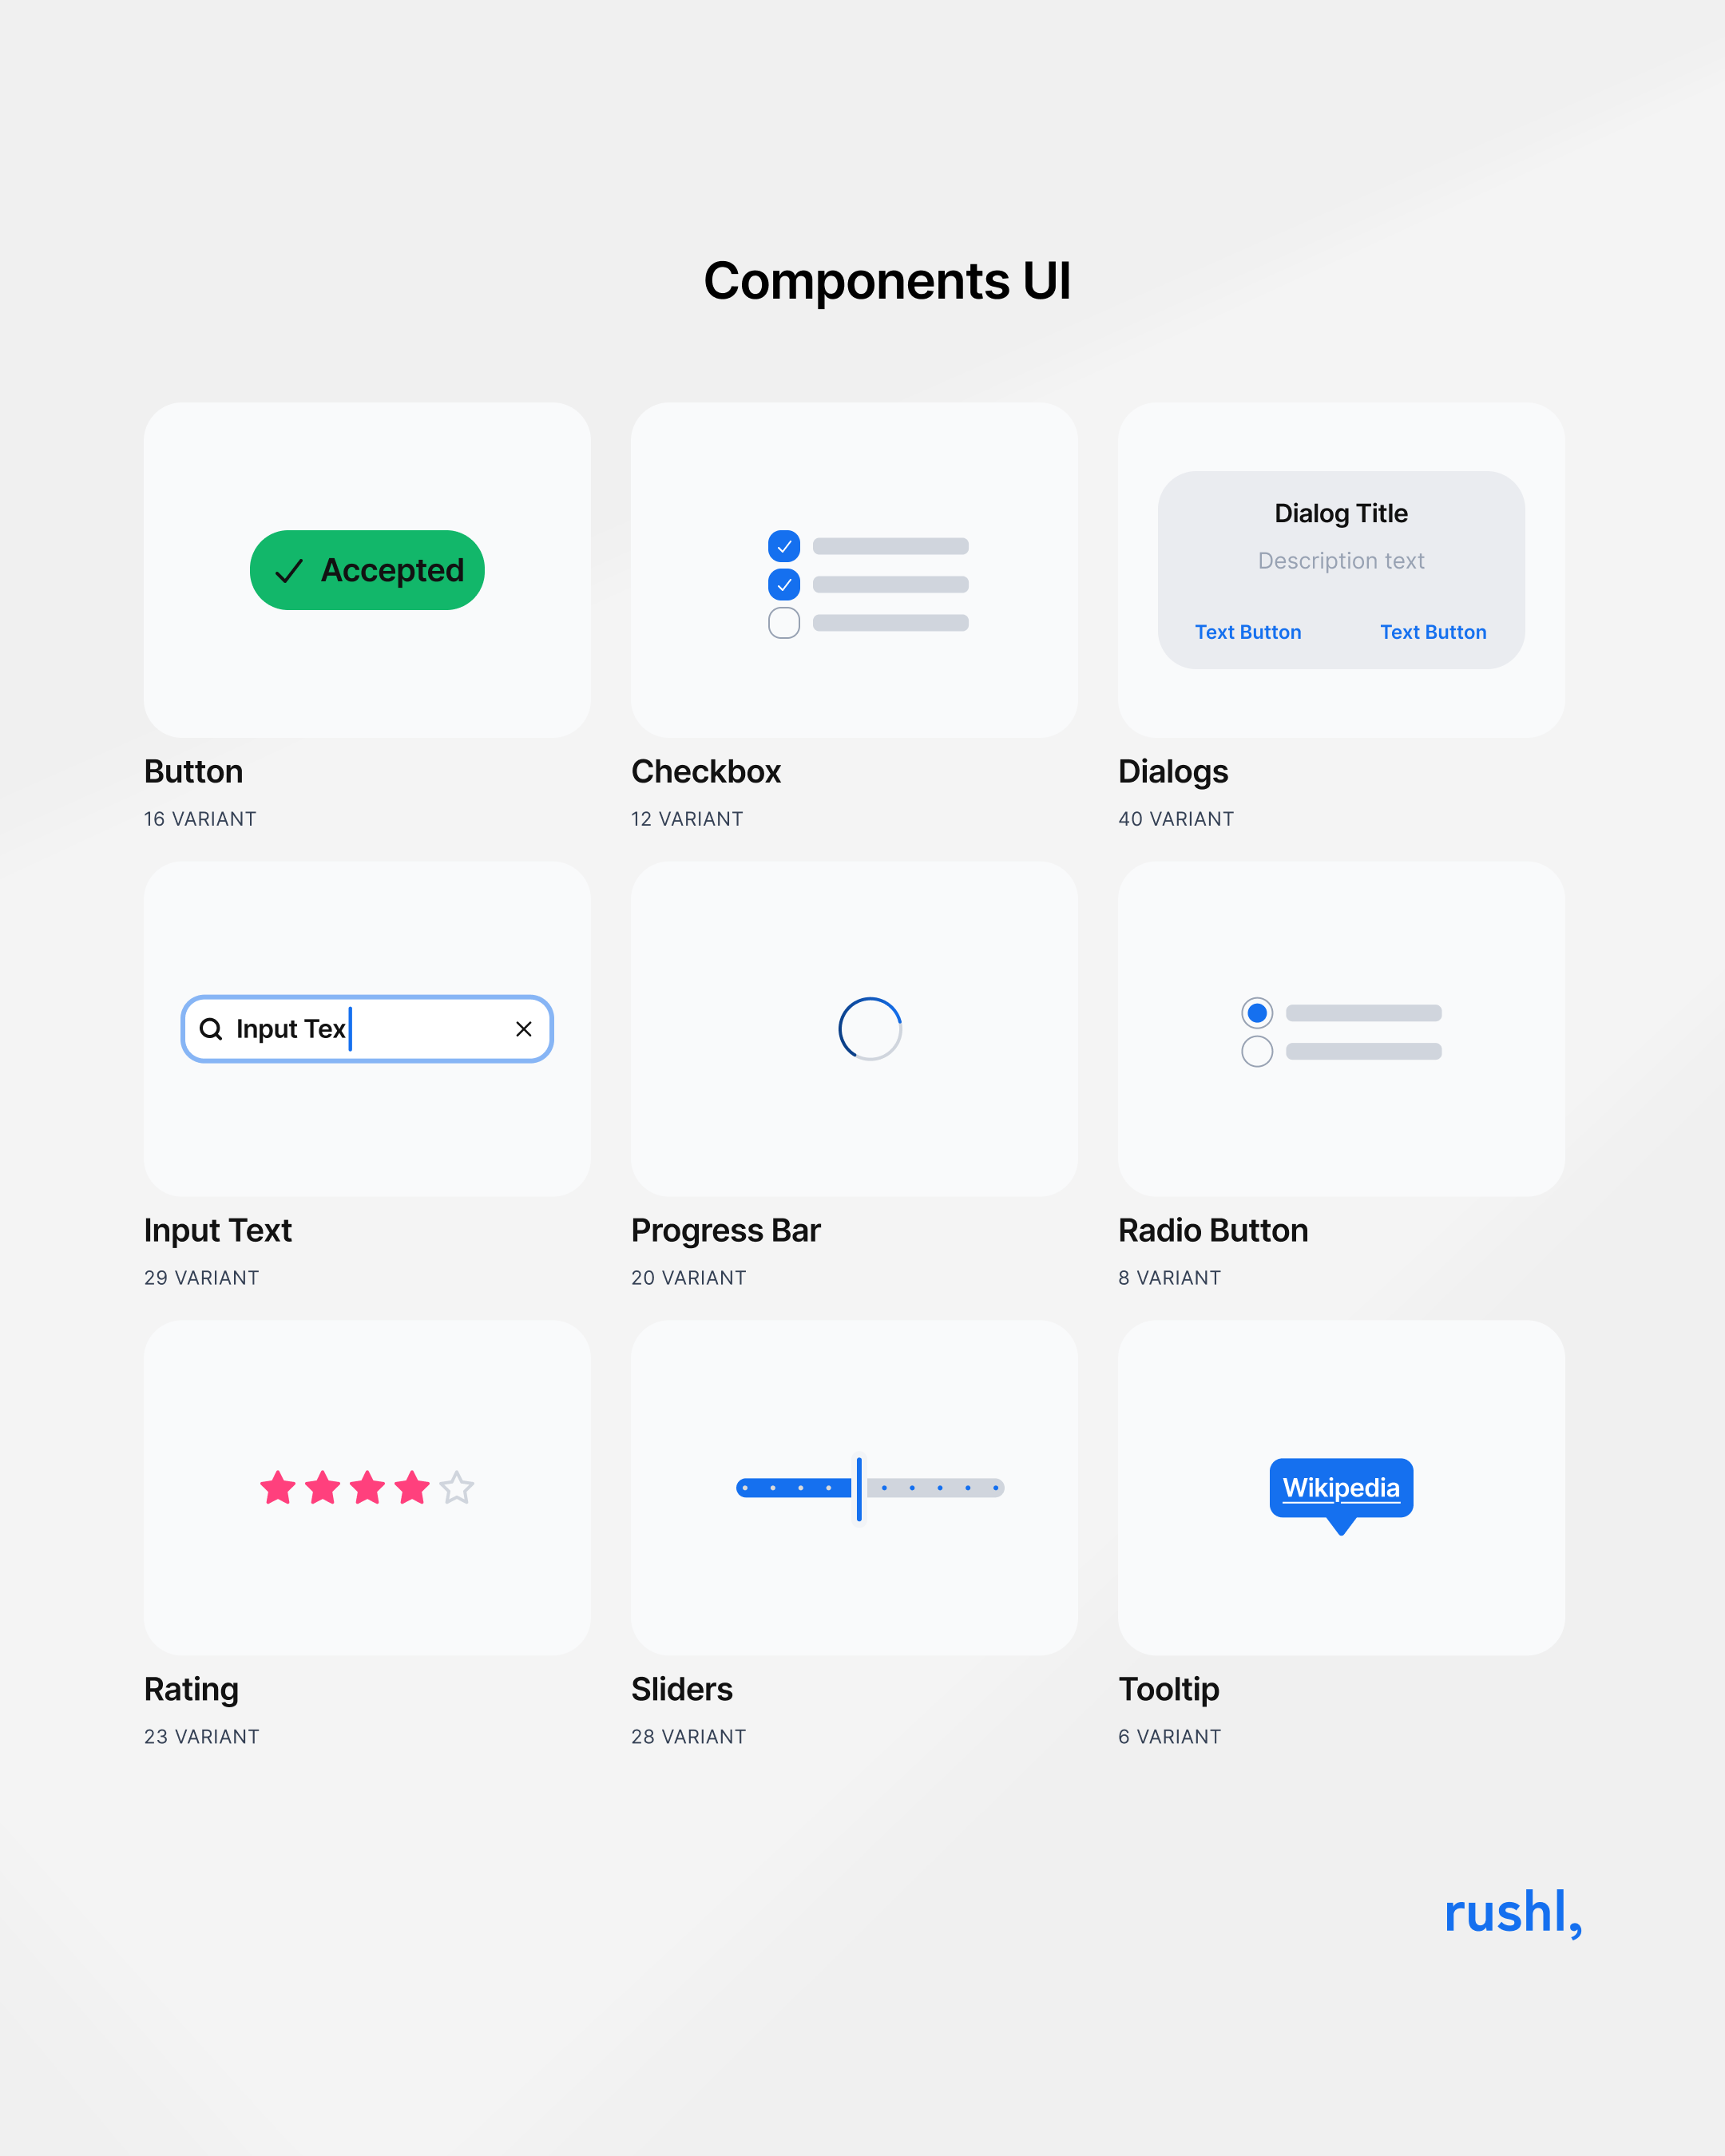 Components UI
Accepted
Dialog Title
Description text
Text Button Text Button
Button Checkbox Dialogs
16 VARIANT 12 VARIANT 40 VARIANT
Input Tex
Input Text Progress Bar Radio Button
29 VARIANT 20 VARIANT 8 VARIANT
Wikipedia
Rating Sliders Tooltip
23 VARIANT 28 VARIANT 6 VARIANT
rushl,